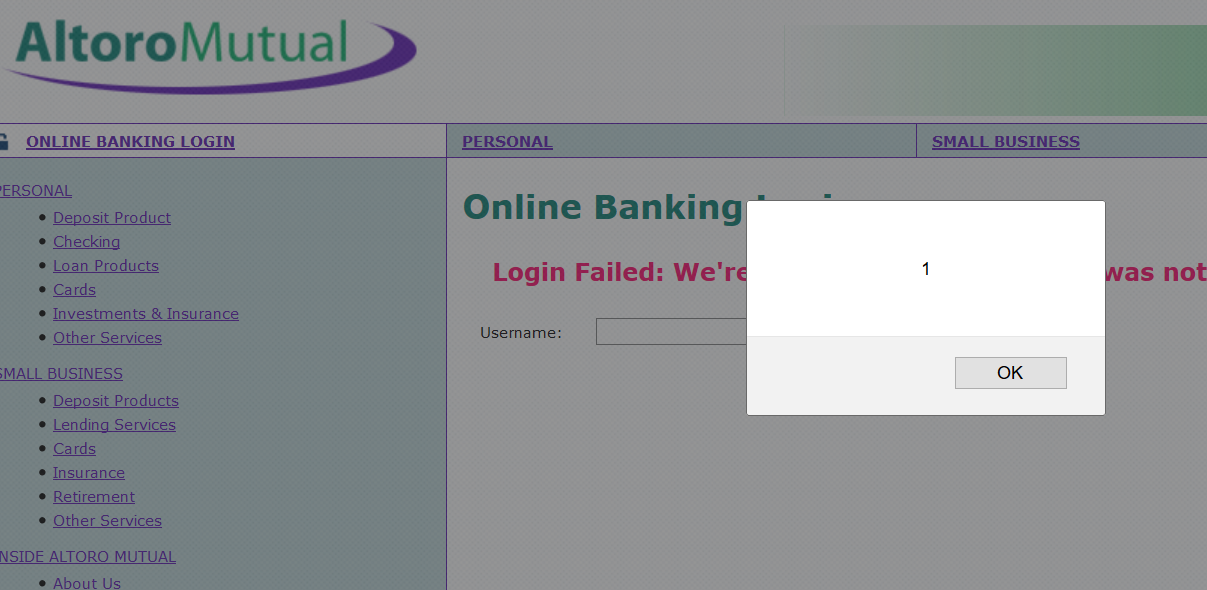 AltoroMutual
ONLINE BANKING LOGIN
PERSONAL
SMALL BUSINESS
PERSONAL
Deposit Product
Checking
Loan Products
Cards
Investments & Insurance
Other Services
SMALL BUSINESS
Deposit Products
Lending Services
Cards
Insurance
Retirement
Other Services
INSIDE ALTORO MUTUAL
About Us
Online Banking
Login Failed: We're was not
Username:
1
OK